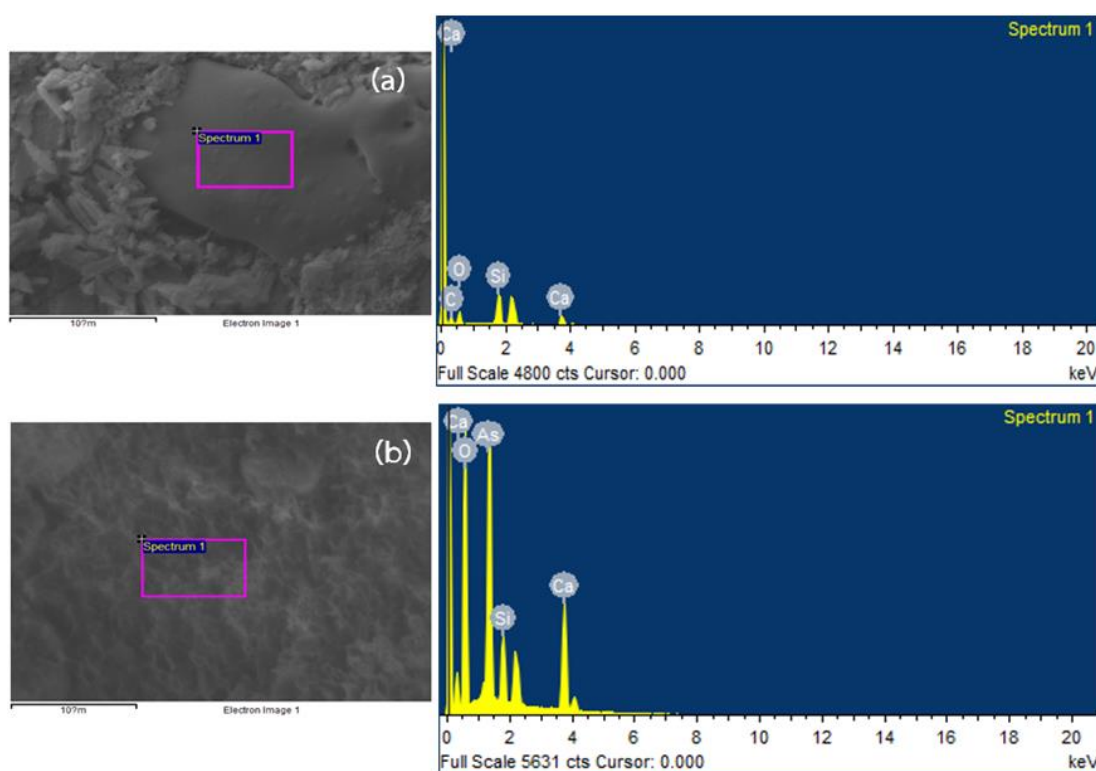 (a)
Spectrum 1
10?m
Electron Image 1
Spectrum 1
Ca
O
C
Si
Ca
0 2 4 6 8 10 12 14 16 18 20
Full Scale 4800 cts Cursor: 0.000
keV
(b)
Spectrum 1
10?m
Electron Image 1
Spectrum 1
Ca
As
O
Ca
Si
0 2 4 6 8 10 12 14 16 18 20
Full Scale 5631 cts Cursor: 0.000
keV